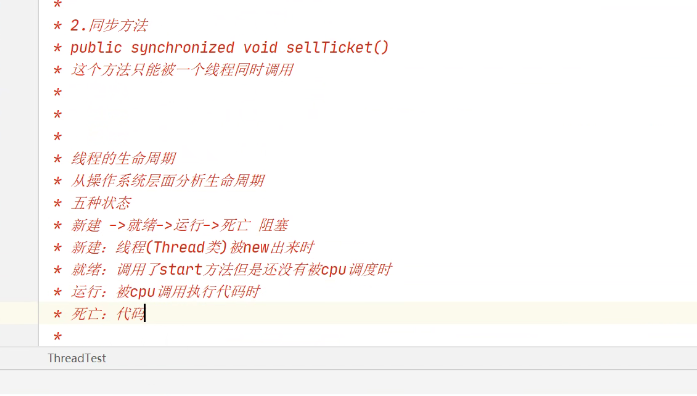 *
* 2.同步方法
* public synchronized void sellTicket()
* 这个方法只能被一个线程同时调用
*
*
*
* 线程的生命周期
* 从操作系统层面分析生命周期
* 五种状态
* 新建 ->就绪->运行->死亡 阻塞
* 新建：线程(Thread类)被new出来时
* 就绪：调用了start方法但是还没有被cpu调度时
* 运行：被cpu调用执行代码时
* 死亡：代码
*
ThreadTest